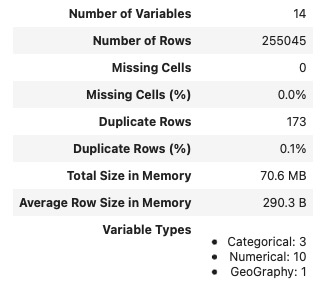 Number of Variables 14
Number of Rows 255045
Missing Cells 0
Missing Cells (%) 0.0%
Duplicate Rows 173
Duplicate Rows (%) 0.1%
Total Size in Memory 70.6 MB
Average Row Size in Memory 290.3 B
Variable Types
• Categorical: 3
• Numerical: 10
• GeoGraphy: 1